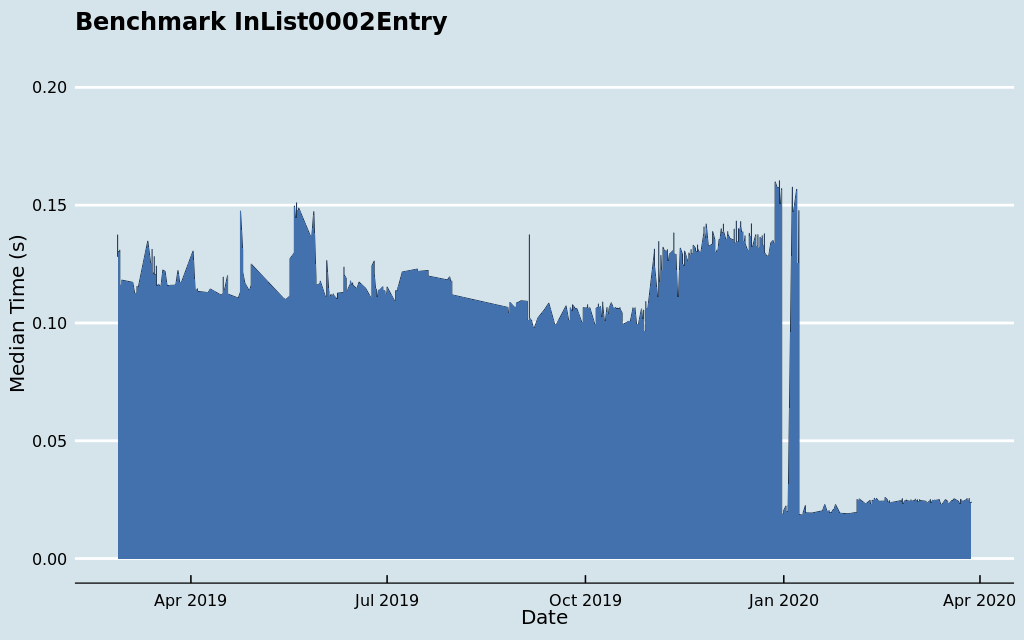 Benchmark InList0002Entry
Median Time (s)
0.20
0.15
0.10
0.05
0.00
Apr 2019
Jul 2019
Oct 2019
Jan 2020
Apr 2020
Date